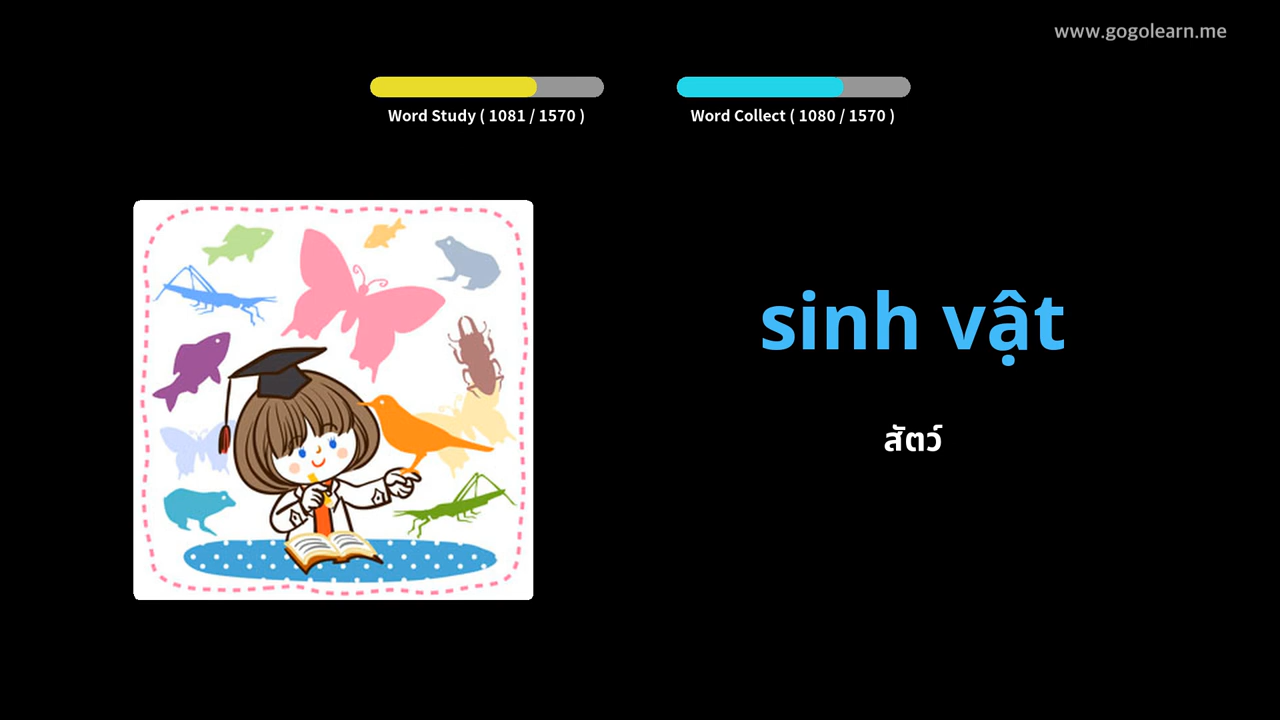 www.gogolearn.me
Word Study ( 1081 / 1570 )
Word Collect ( 1080 / 1570 )
sinh vật
สัตว์